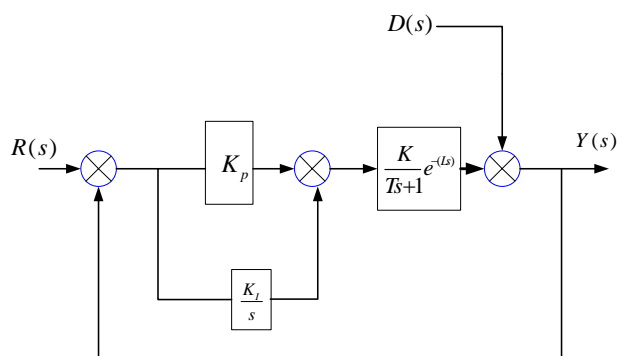 D(s)
R(s)
Y(s)
K_p
K/(Ts+1) e^{-(Ls)}
K_I/s